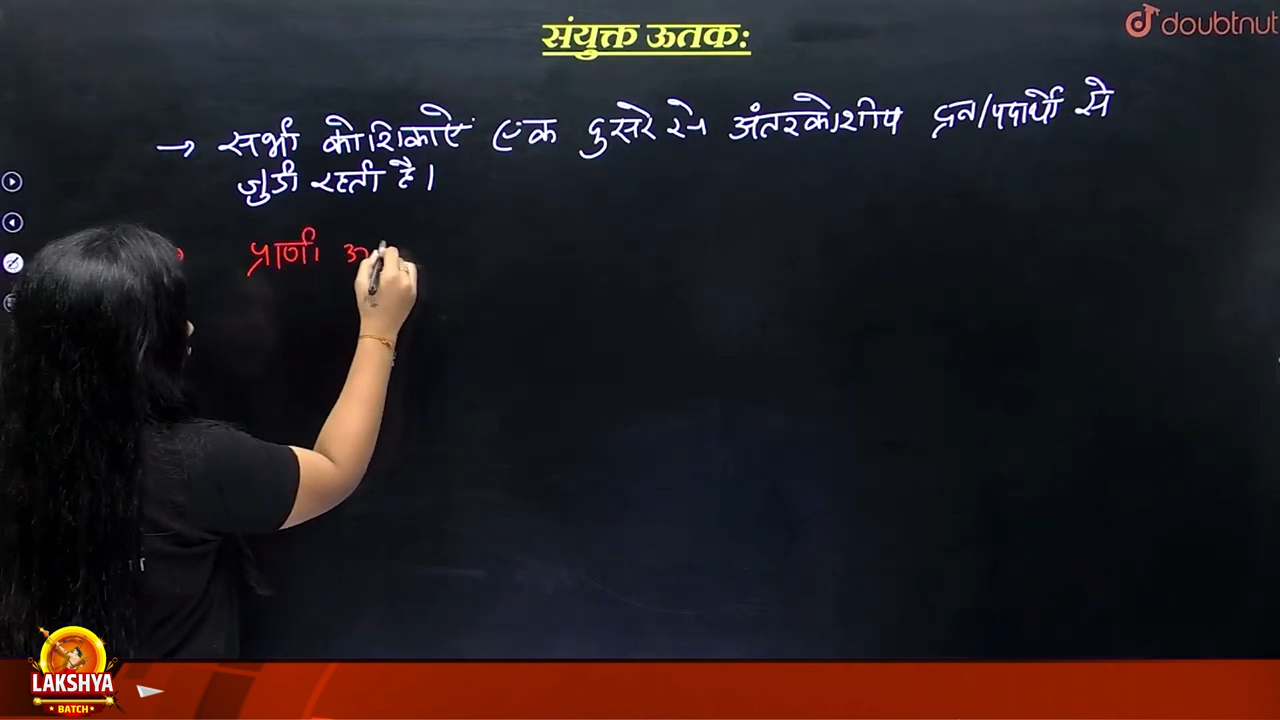 संयुक्त ऊतक:
doubtnut
→ सभी कोशिकाऐं एक दुसरे से अंतरकोशीय द्रव/पदार्थो से
जुडी रहती है।
प्राणी
LAKSHYA
BATCH